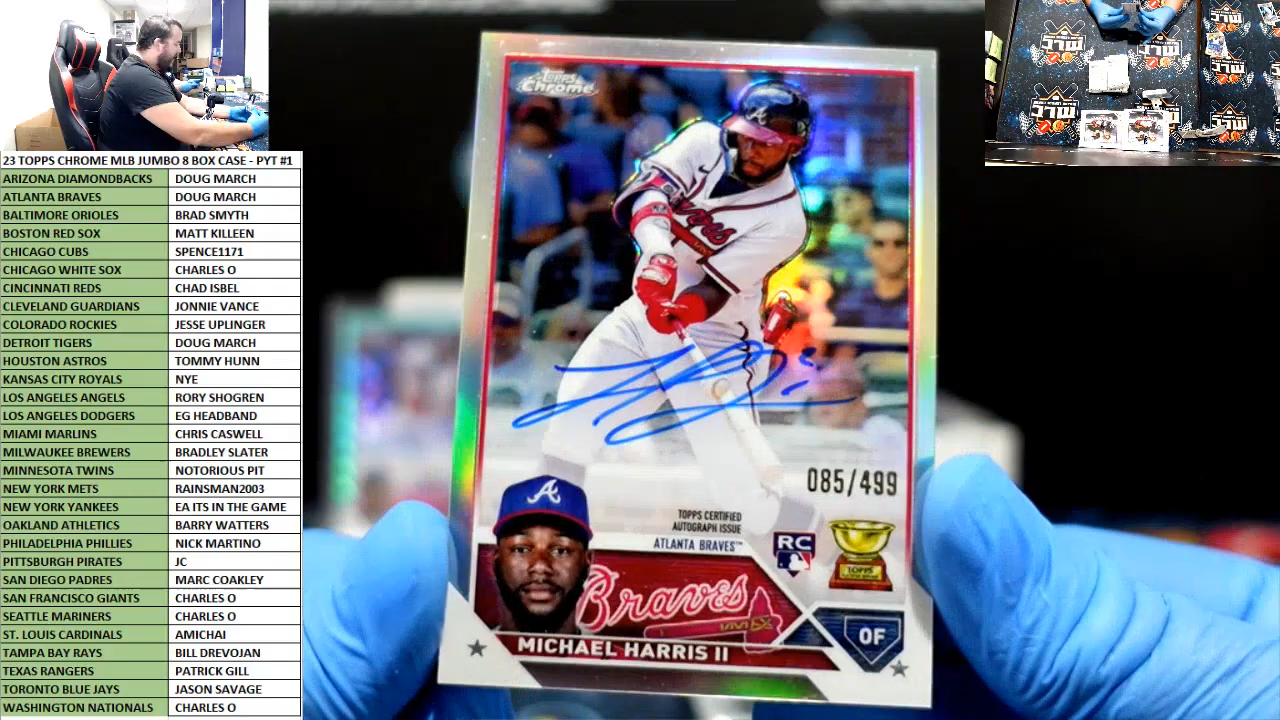 23 TOPPS CHROME MLB JUMBO 8 BOX CASE - PYT #1
ARIZONA DIAMONDBACKS DOUG MARCH
ATLANTA BRAVES DOUG MARCH
BALTIMORE ORIOLES BRAD SMYTH
BOSTON RED SOX MATT KILLEEN
CHICAGO CUBS SPENCE1171
CHICAGO WHITE SOX CHARLES O
CINCINNATI REDS CHAD ISBEL
CLEVELAND GUARDIANS JONNIE VANCE
COLORADO ROCKIES JESSE UPLINGER
DETROIT TIGERS DOUG MARCH
HOUSTON ASTROS TOMMY HUNN
KANSAS CITY ROYALS NYE
LOS ANGELES ANGELS RORY SHOGREN
LOS ANGELES DODGERS EG HEADBAND
MIAMI MARLINS CHRIS CASWELL
MILWAUKEE BREWERS BRADLEY SLATER
MINNESOTA TWINS NOTORIOUS PIT
NEW YORK METS RAINSMAN2003
NEW YORK YANKEES EA ITS IN THE GAME
OAKLAND ATHLETICS BARRY WATTERS
PHILADELPHIA PHILLIES NICK MARTINO
PITTSBURGH PIRATES JC
SAN DIEGO PADRES MARC COAKLEY
SAN FRANCISCO GIANTS CHARLES O
SEATTLE MARINERS CHARLES O
ST. LOUIS CARDINALS AMICHAI
TAMPA BAY RAYS BILL DREVOJAN
TEXAS RANGERS PATRICK GILL
TORONTO BLUE JAYS JASON SAVAGE
WASHINGTON NATIONALS CHARLES O
Topps
Chrome
A
Braves
085/499
TOPPS CERTIFIED
AUTOGRAPH ISSUE
ATLANTA BRAVES™
RC
TOPPS
A
Braves
OF
MICHAEL HARRIS II